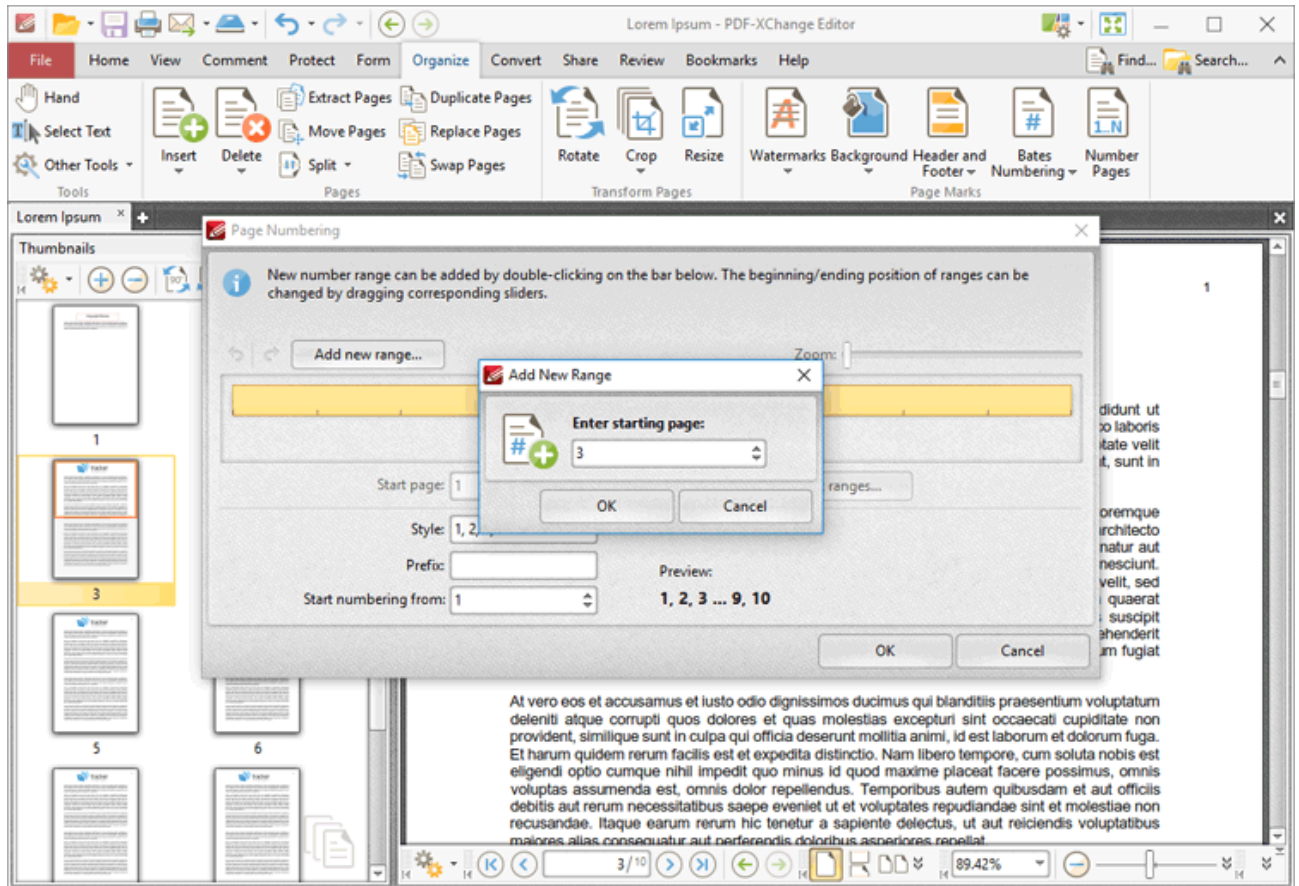 Lorem Ipsum - PDF-XChange Editor
File Home View Comment Protect Form Organize Convert Share Review Bookmarks Help Find... Search...
Hand
Select Text
Other Tools
Tools
Insert
Delete
Extract Pages
Move Pages
Split
Duplicate Pages
Replace Pages
Swap Pages
Pages
Rotate
Crop
Resize
Transform Pages
Watermarks
Background
Header and
Footer
Bates
Numbering
Number
Pages
Page Marks
Lorem Ipsum
Thumbnails
1
3
5
6
Page Numbering
New number range can be added by double-clicking on the bar below. The beginning/ending position of ranges can be
changed by dragging corresponding sliders.
Add new range...
Zoom:
Start page: 1
ranges...
Style: 1, 2,
Prefix:
Start numbering from: 1
Preview:
1, 2, 3 ... 9, 10
OK Cancel
Add New Range
Enter starting page:
3
OK Cancel
1
didunt ut
co laboris
tate velit
t, sunt in
oremque
rchitecto
natur aut
nesciunt.
velit, sed
quaerat
suscipit
ehenderit
um fugiat
At vero eos et accusamus et iusto odio dignissimos ducimus qui blanditiis praesentium voluptatum
deleniti atque corrupti quos dolores et quas molestias excepturi sint occaecati cupiditate non
provident, similique sunt in culpa qui officia deserunt mollitia animi, id est laborum et dolorum fuga.
Et harum quidem rerum facilis est et expedita distinctio. Nam libero tempore, cum soluta nobis est
eligendi optio cumque nihil impedit quo minus id quod maxime placeat facere possimus, omnis
voluptas assumenda est, omnis dolor repellendus. Temporibus autem quibusdam et aut officiis
debitis aut rerum necessitatibus saepe eveniet ut et voluptates repudiandae sint et molestiae non
recusandae. Itaque earum rerum hic tenetur a sapiente delectus, ut aut reiciendis voluptatibus
maiores alias consequatur aut perferendis doloribus asperiores repellat.
3/10
89.42%